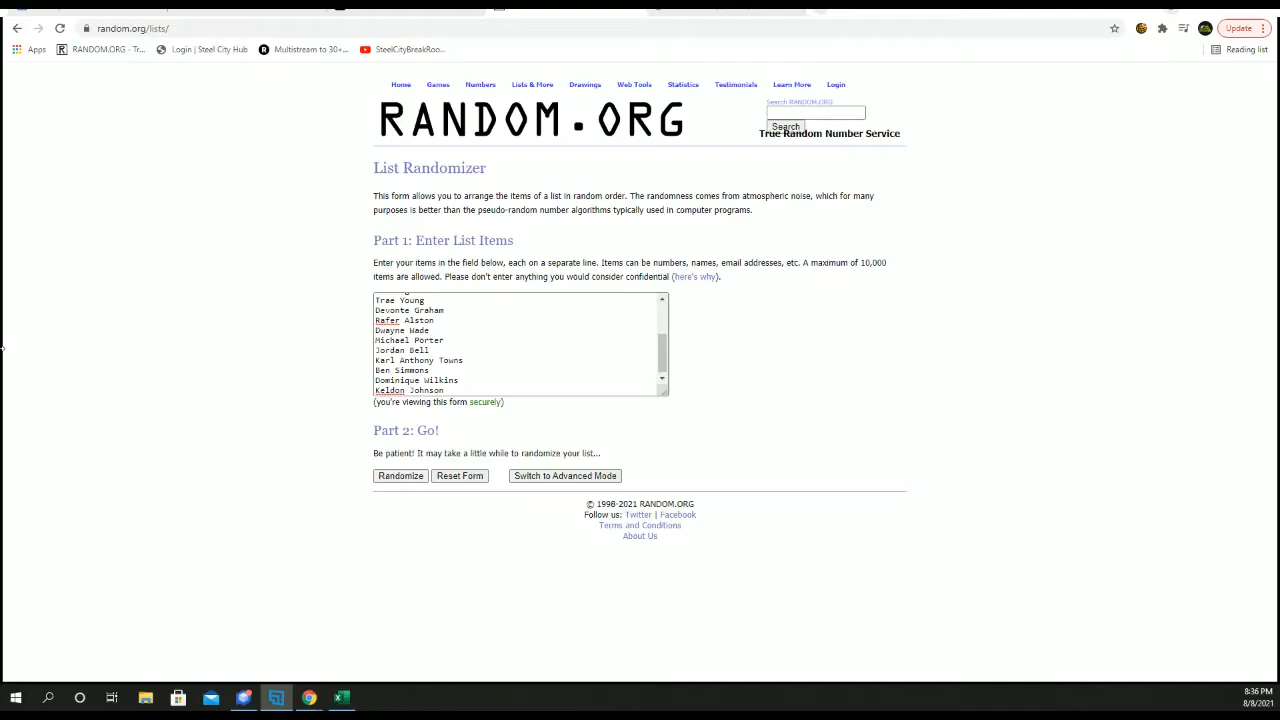 random.org/lists/
Update
Apps
RANDOM.ORG - Tr...
Login | Steel City Hub
Multistream to 30+...
SteelCityBreakRoo...
Reading list
Home Games Numbers Lists & More Drawings Web Tools Statistics Testimonials Learn More Login
RANDOM.ORG
Search RANDOM.ORG
Search
True Random Number Service
List Randomizer
This form allows you to arrange the items of a list in random order. The randomness comes from atmospheric noise, which for many
purposes is better than the pseudo-random number algorithms typically used in computer programs.
Part 1: Enter List Items
Enter your items in the field below, each on a separate line. Items can be numbers, names, email addresses, etc. A maximum of 10,000
items are allowed. Please don't enter anything you would consider confidential (here's why).
Trae Young
Devonte Graham
Rafer Alston
Dwayne Wade
Michael Porter
Jordan Bell
Karl Anthony Towns
Ben Simmons
Dominique Wilkins
Keldon Johnson
(you're viewing this form securely)
Part 2: Go!
Be patient! It may take a little while to randomize your list...
Randomize Reset Form Switch to Advanced Mode
© 1998-2021 RANDOM.ORG
Follow us: Twitter | Facebook
Terms and Conditions
About Us
8:36 PM
8/8/2021